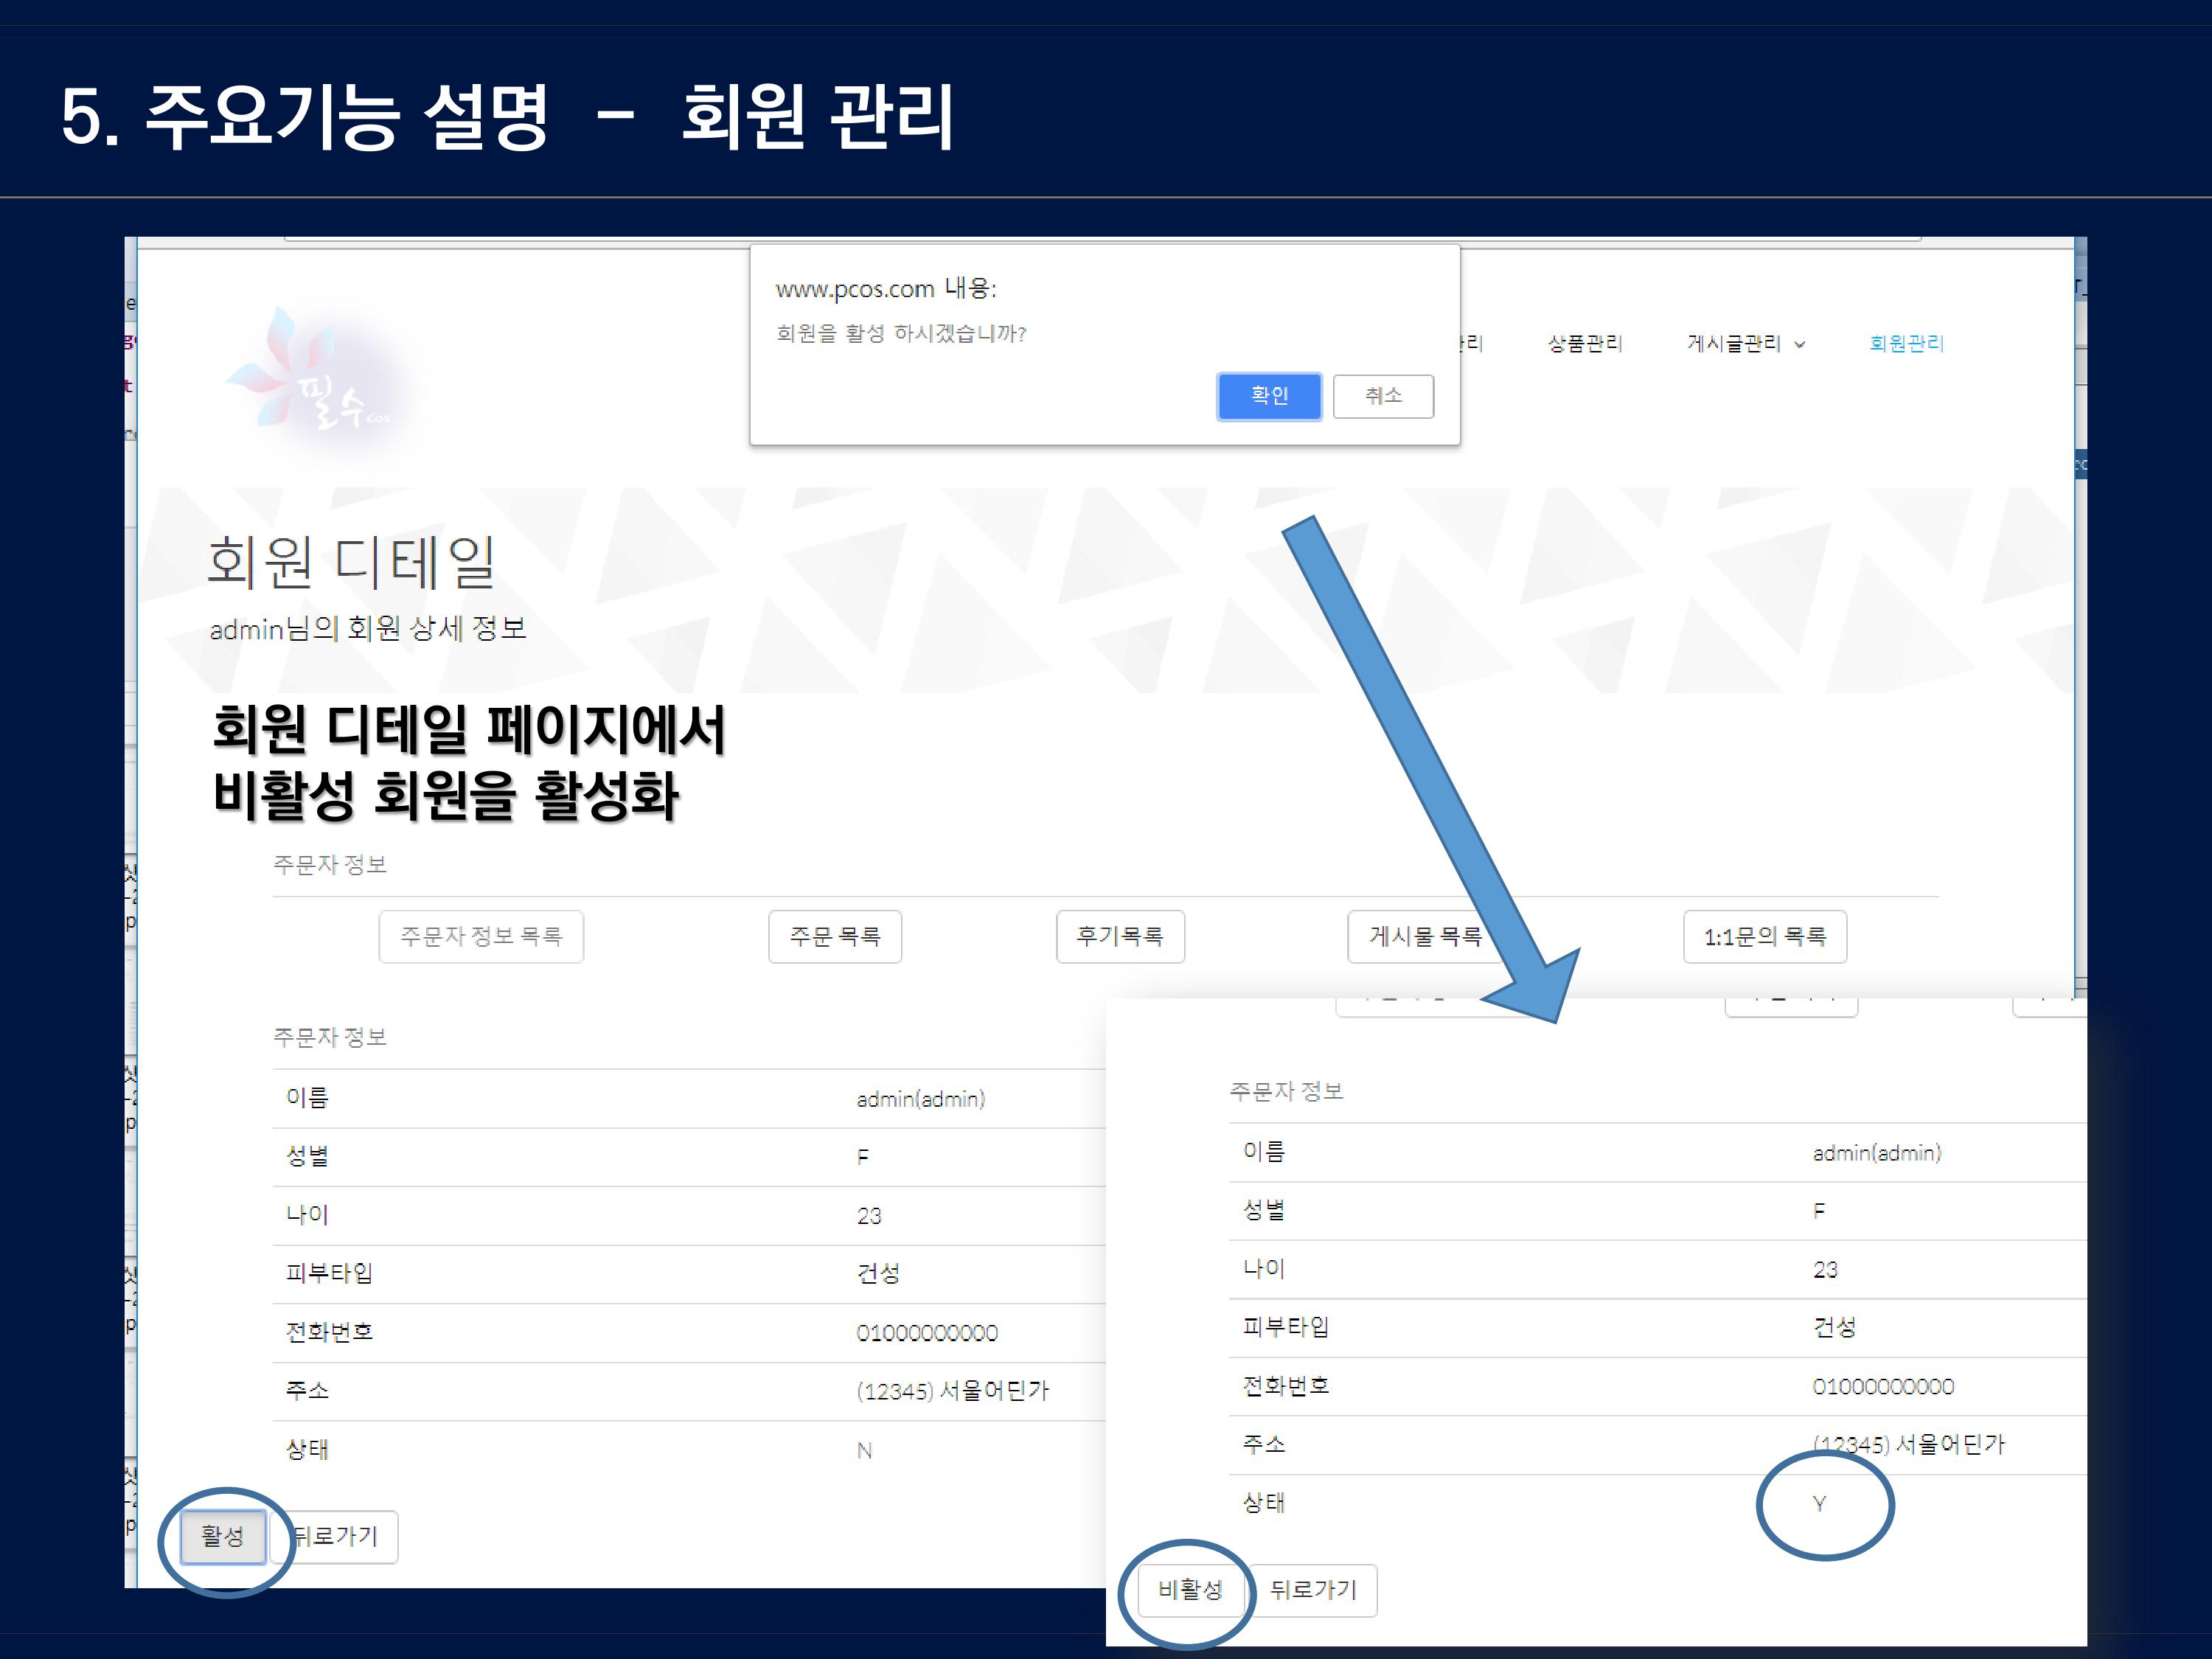 5. 주요기능 설명 - 회원 관리
www.pcos.com 내용:
회원을 활성 하시겠습니까?
확인 취소
필수 cos
상품관리 게시글관리 회원관리
회원 디테일
admin님의 회원 상세 정보
회원 디테일 페이지에서
비활성 회원을 활성화
주문자 정보
주문자 정보 목록 주문 목록 후기목록 게시물 목록 1:1문의 목록
주문자 정보
이름 admin(admin)
성별 F
나이 23
피부타입 건성
전화번호 01000000000
주소 (12345) 서울어딘가
상태 N
활성 뒤로가기
주문자 정보
이름 admin(admin)
성별 F
나이 23
피부타입 건성
전화번호 01000000000
주소 (12345) 서울어딘가
상태 Y
비활성 뒤로가기